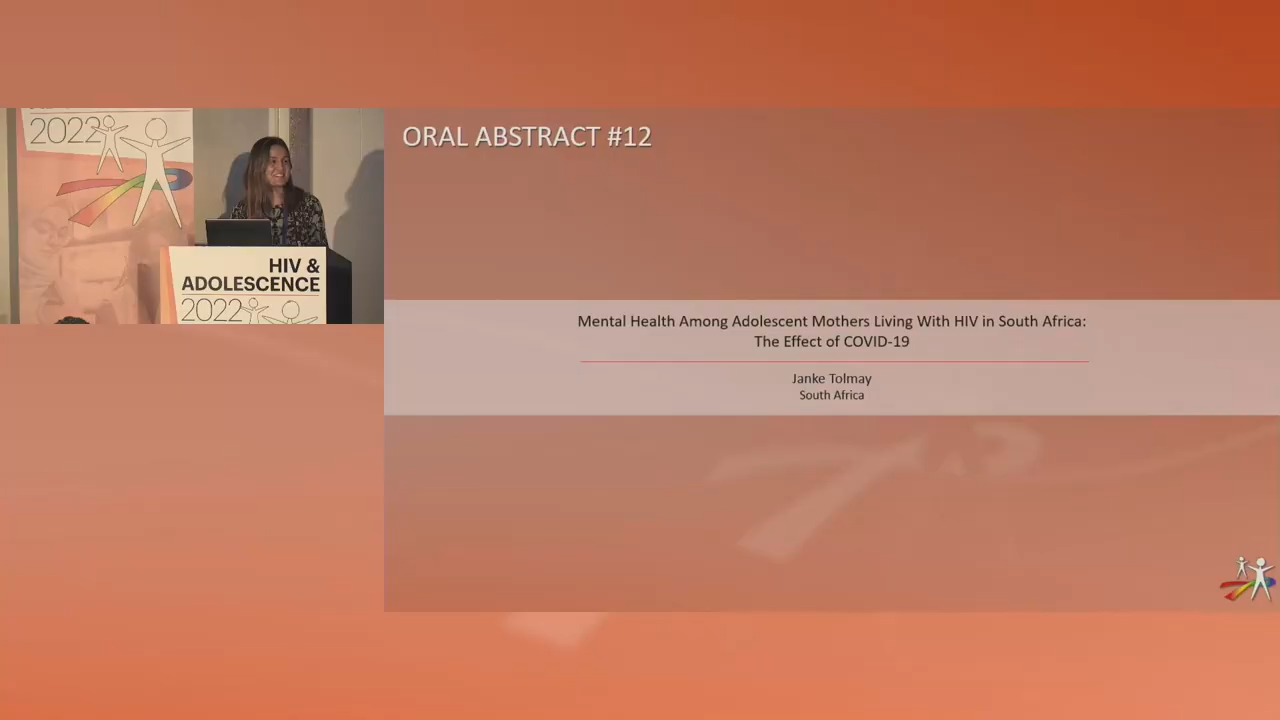 2022
HIV &
ADOLESCENCE
2022
ORAL ABSTRACT #12
Mental Health Among Adolescent Mothers Living With HIV in South Africa:
The Effect of COVID-19
Janke Tolmay
South Africa